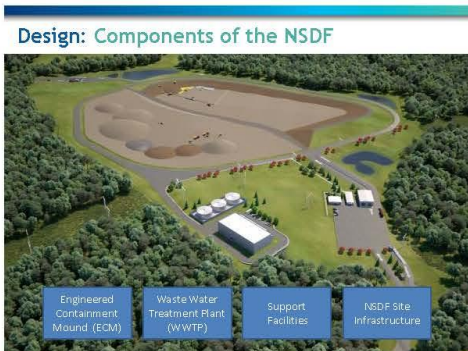 Design: Components of the NSDF
Engineered
Containment
Mound (ECM)
Waste Water
Treatment Plant
(WWTP)
Support
Facilities
NSDF Site
Infrastructure